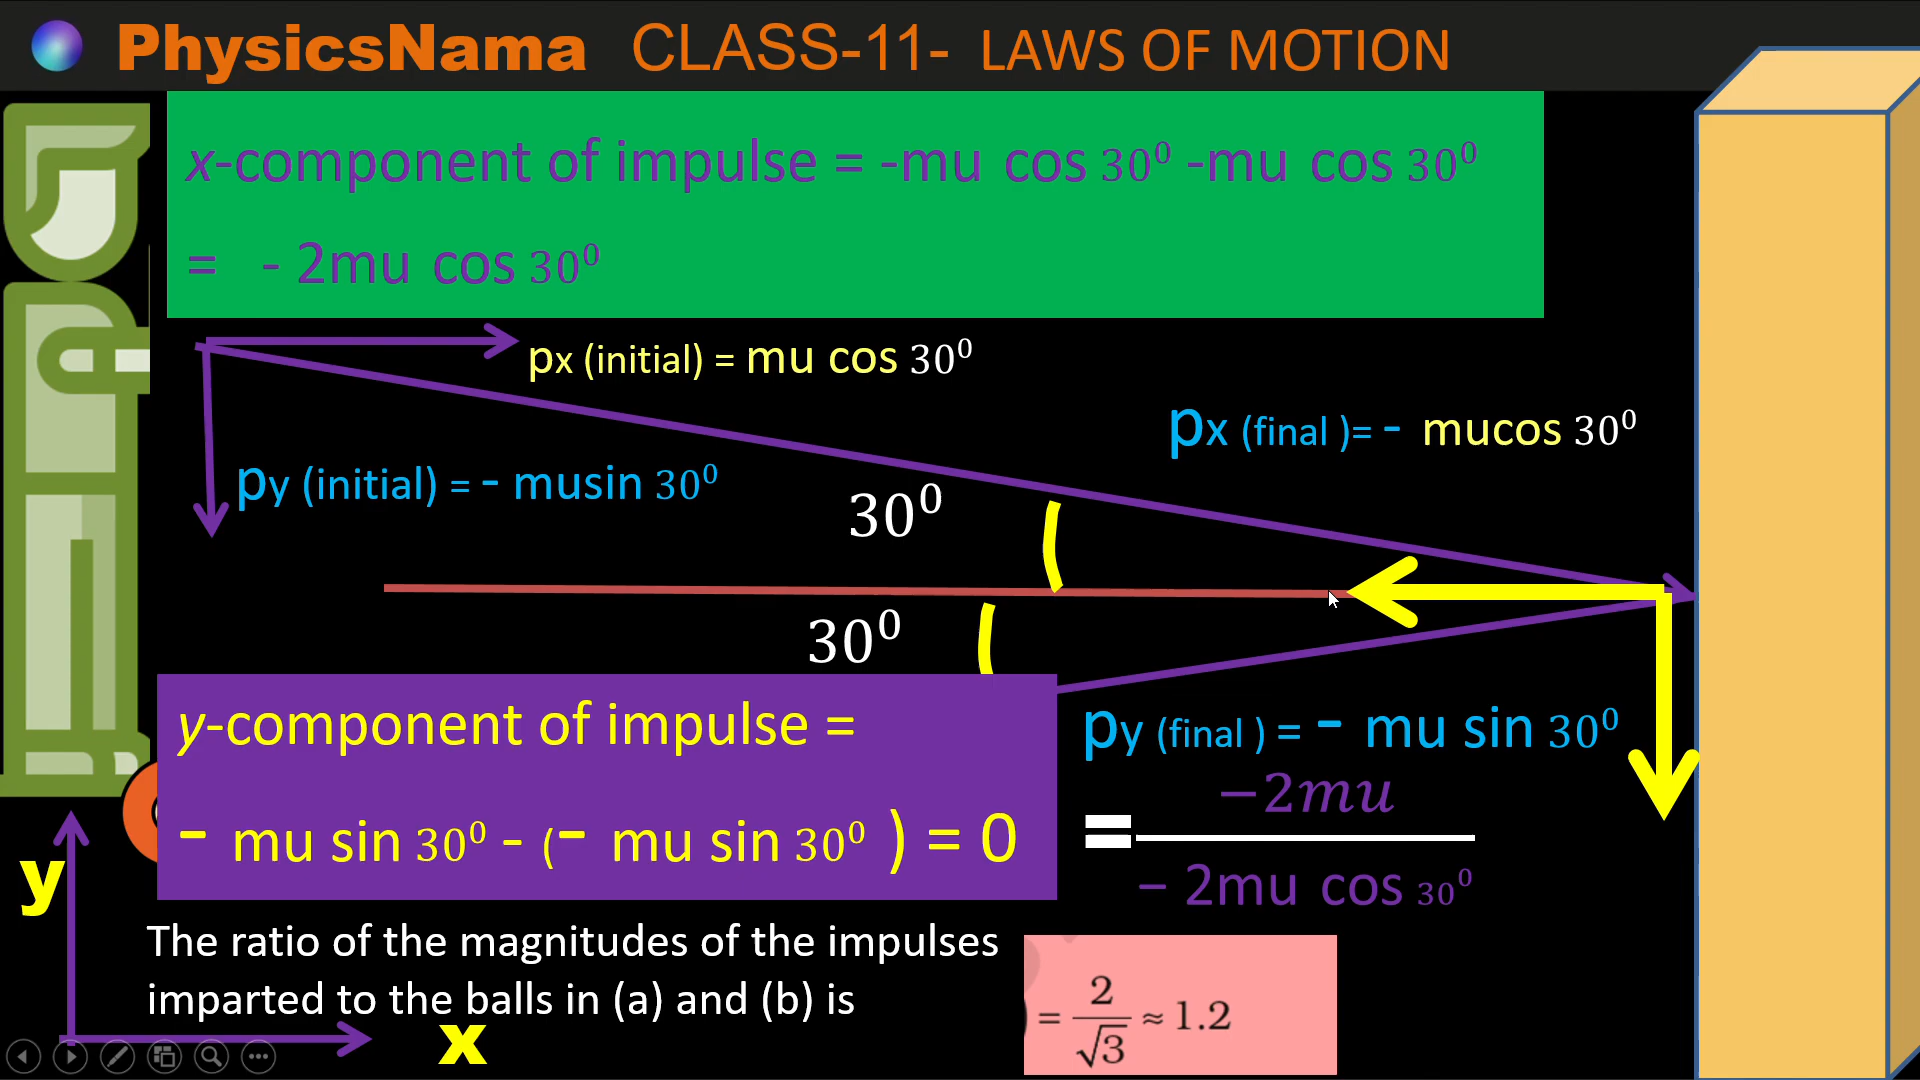 PhysicsNama CLASS-11- LAWS OF MOTION
x-component of impulse = -mu cos 30⁰ -mu cos 30⁰
= - 2mu cos 30⁰
px (initial) = mu cos 30⁰
px (final )= - mucos 30⁰
py (initial) = - musin 30⁰
30⁰
30⁰
y-component of impulse =
- mu sin 30⁰ - (- mu sin 30⁰ ) = 0
py (final ) = - mu sin 30⁰
= −2mu
− 2mu cos 30⁰
y
The ratio of the magnitudes of the impulses
imparted to the balls in (a) and (b) is
) = 2/√3 ≈ 1.2
x